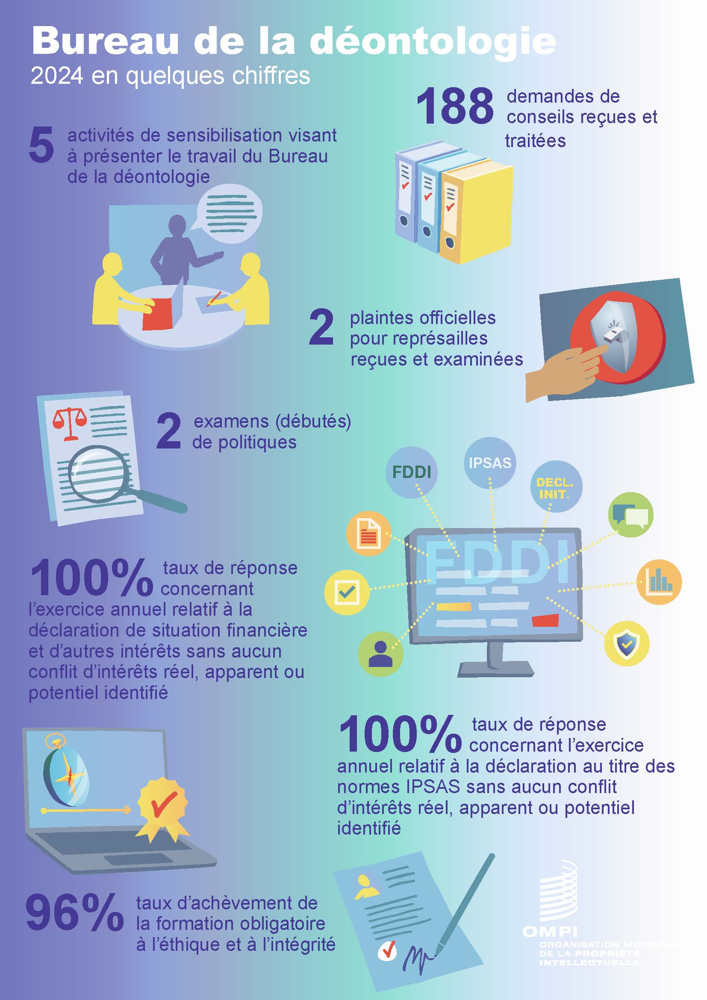 Bureau de la déontologie
2024 en quelques chiffres
188 demandes de
conseils reçues et
traitées
5 activités de sensibilisation visant
à présenter le travail du Bureau
de la déontologie
2 plaintes officielles
pour représailles
reçues et examinées
2 examens (débutés)
de politiques
FDDI
IPSAS
DECL.
INIT.
FDDI
100% taux de réponse
concernant
l’exercice annuel relatif à la
déclaration de situation financière
et d’autres intérêts sans aucun
conflit d’intérêts réel, apparent ou
potentiel identifié
100% taux de réponse
concernant l’exercice
annuel relatif à la déclaration au titre des
normes IPSAS sans aucun conflit
d’intérêts réel, apparent ou potentiel
identifié
96% taux d’achèvement de
la formation obligatoire
à l’éthique et à l’intégrité
OMPI
ORGANISATION MONDIALE
DE LA PROPRIÉTÉ
INTELLECTUELLE